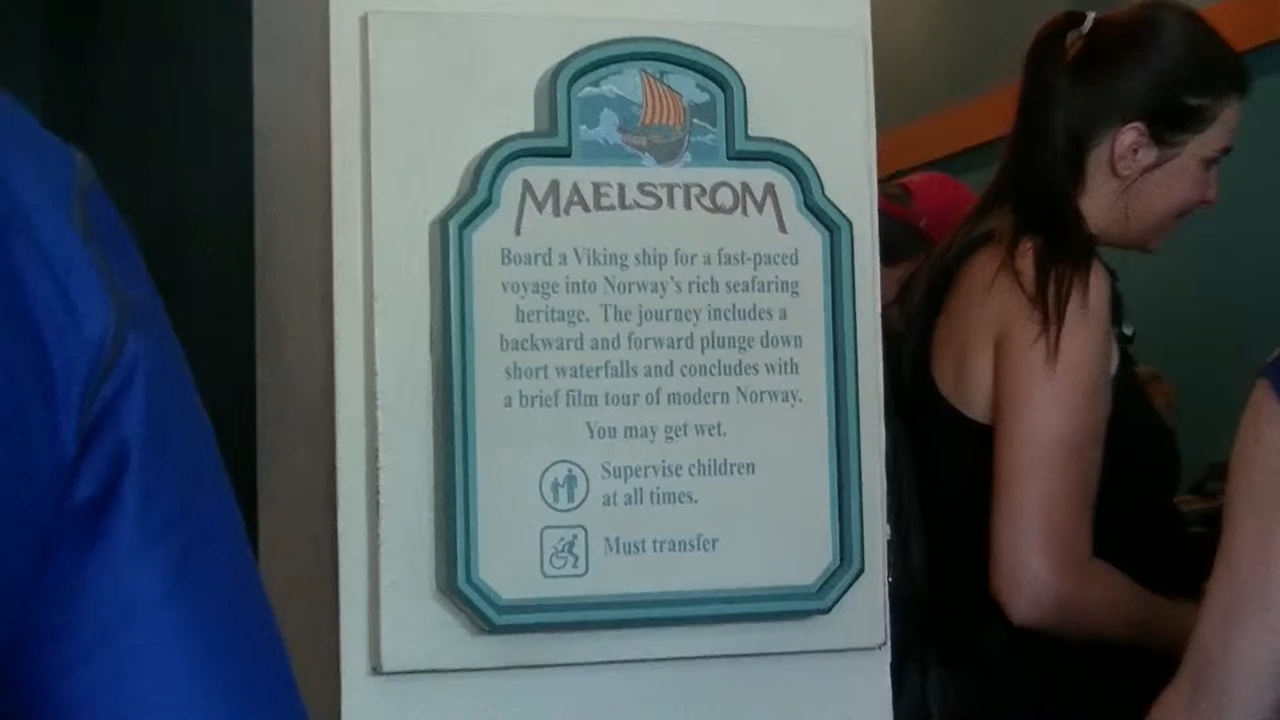 MAELSTROM
Board a Viking ship for a fast-paced
voyage into Norway's rich seafaring
heritage. The journey includes a
backward and forward plunge down
short waterfalls and concludes with
a brief film tour of modern Norway.
You may get wet.
Supervise children
at all times.
Must transfer